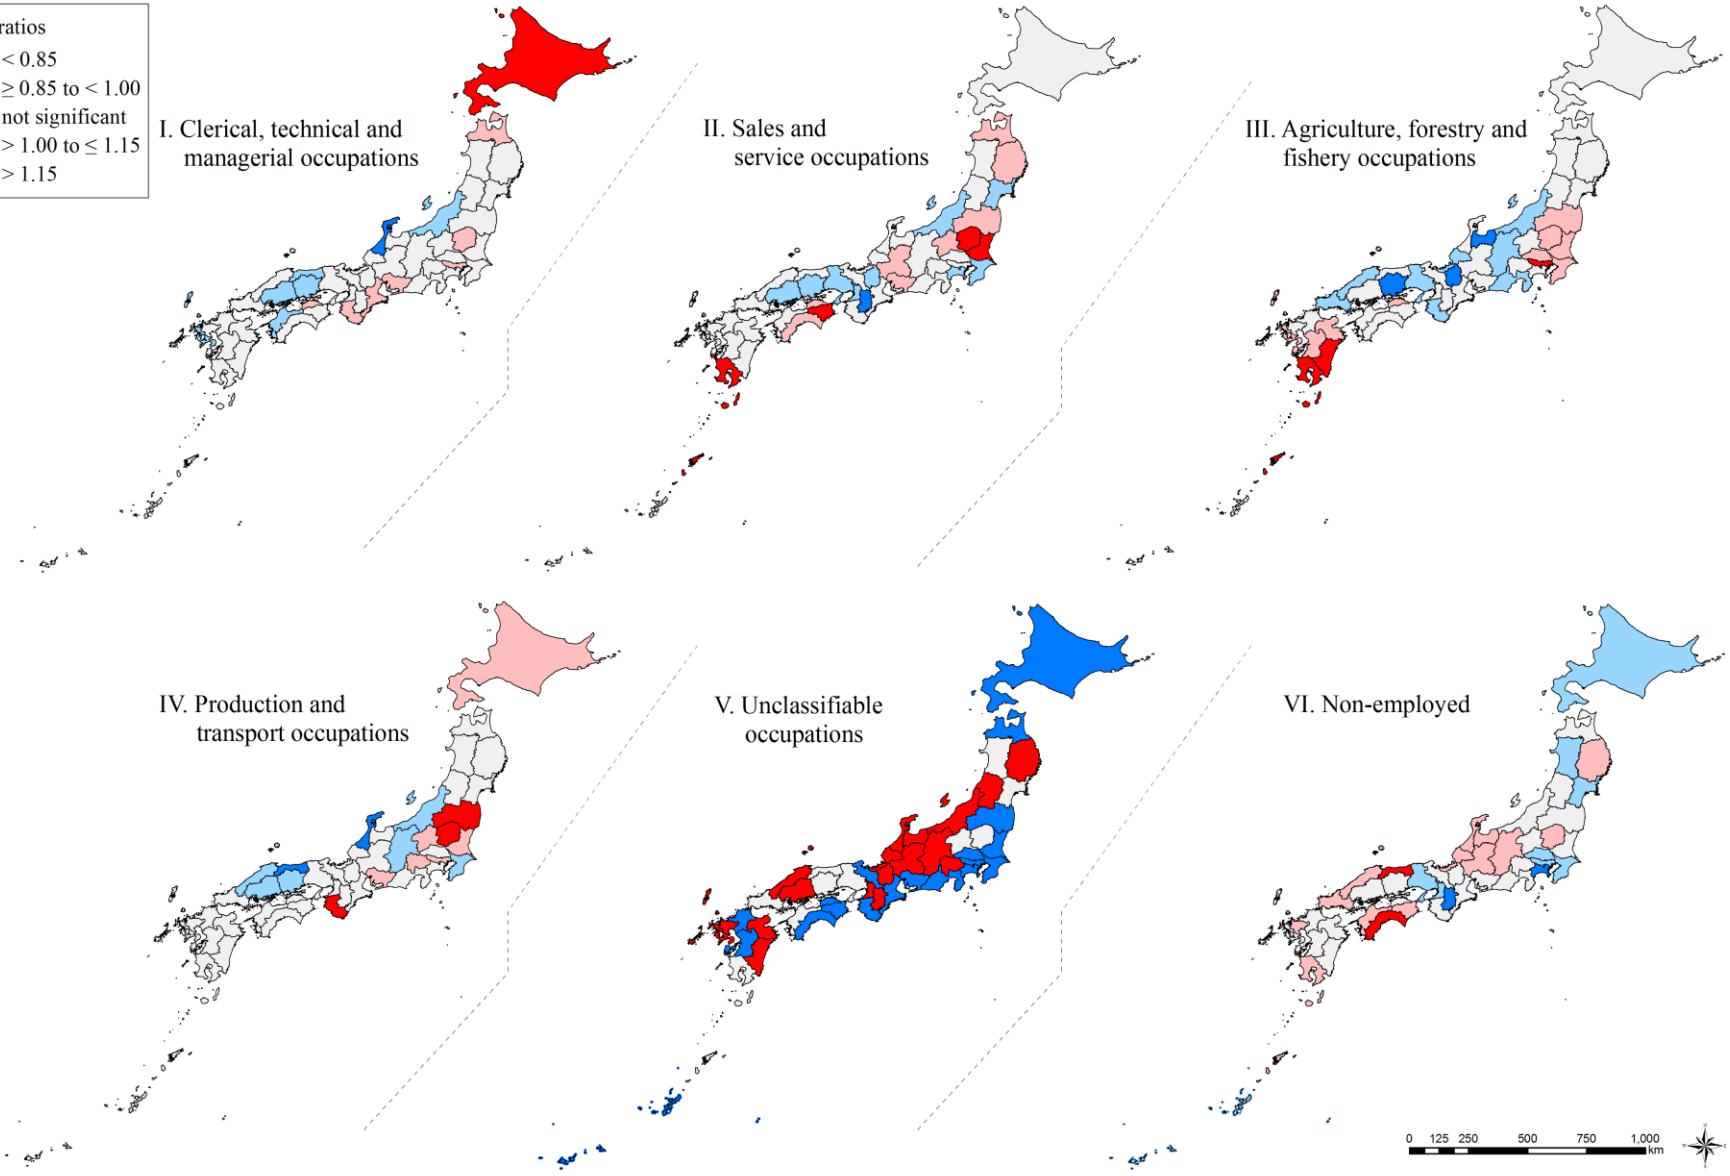 ratios
< 0.85
≥ 0.85 to < 1.00
not significant
> 1.00 to ≤ 1.15
> 1.15
I. Clerical, technical and
managerial occupations
II. Sales and
service occupations
III. Agriculture, forestry and
fishery occupations
IV. Production and
transport occupations
V. Unclassifiable
occupations
VI. Non-employed
0 125 250 500 750 1,000
km